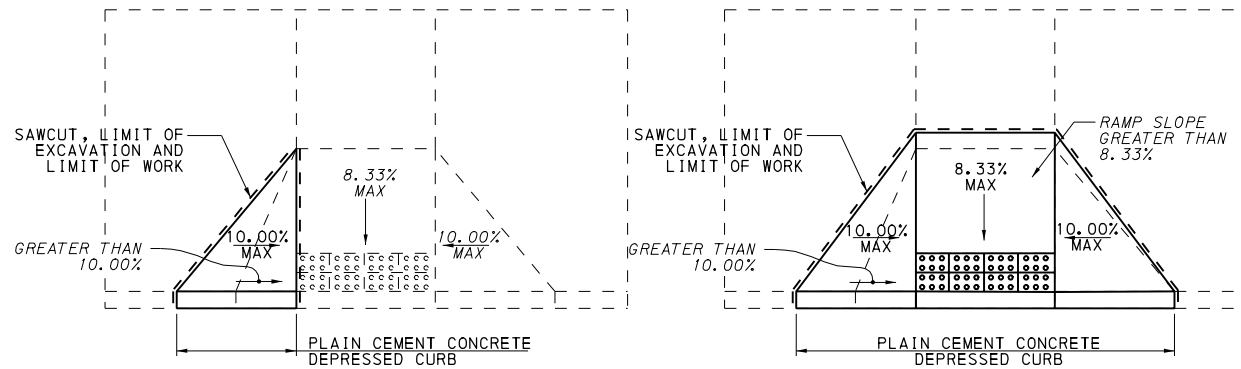 SAWCUT, LIMIT OF
EXCAVATION AND
LIMIT OF WORK
8.33%
MAX
10.00%
MAX
10.00%
MAX
GREATER THAN
10.00%
PLAIN CEMENT CONCRETE
DEPRESSED CURB
SAWCUT, LIMIT OF
EXCAVATION AND
LIMIT OF WORK
RAMP SLOPE
GREATER THAN
8.33%
8.33%
MAX
10.00%
MAX
10.00%
MAX
GREATER THAN
10.00%
PLAIN CEMENT CONCRETE
DEPRESSED CURB